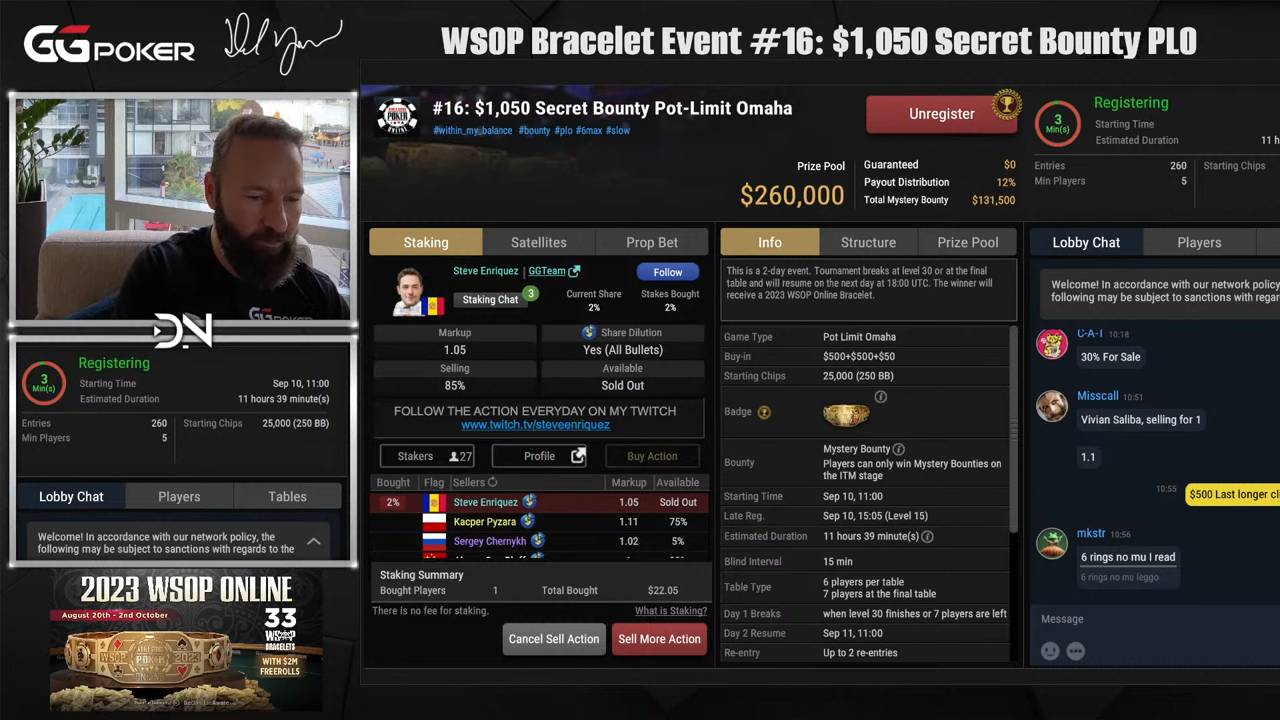 GGPOKER
WSOP Bracelet Event #16: $1,050 Secret Bounty PLO
#16: $1,050 Secret Bounty Pot-Limit Omaha
#within_my_balance #bounty #plo #6max #slow
Unregister
Prize Pool
$260,000
Guaranteed $0
Payout Distribution 12%
Total Mystery Bounty $131,500
3
Min(s)
Registering
Starting Time
Estimated Duration 11 h
Entries 260
Min Players 5
Starting Chips
DN
3
Min(s)
Registering
Starting Time Sep 10, 11:00
Estimated Duration 11 hours 39 minute(s)
Entries 260
Min Players 5
Starting Chips 25,000 (250 BB)
Lobby Chat Players Tables
Welcome! In accordance with our network policy, the
following may be subject to sanctions with regards to the
2023 WSOP ONLINE
August 20th - 2nd October
33
WSOP
BRACELETS
WITH $2M
FREEROLLS
WSOP
POKER
2023
Staking Satellites Prop Bet
Steve Enriquez | GGTeam
Follow
Staking Chat 3
Current Share
2%
Stakes Bought
2%
Markup
1.05
Share Dilution
Yes (All Bullets)
Selling
85%
Available
Sold Out
FOLLOW THE ACTION EVERYDAY ON MY TWITCH
www.twitch.tv/steveenriquez
Stakers 27 Profile Buy Action
Bought Flag Sellers Markup Available
2% Steve Enriquez 1.05 Sold Out
Kacper Pyzara 1.11 75%
Sergey Chernykh 1.02 5%
Staking Summary
Bought Players 1 Total Bought $22.05
There is no fee for staking. What is Staking?
Cancel Sell Action Sell More Action
Info Structure Prize Pool
This is a 2-day event. Tournament breaks at level 30 or at the final
table and will resume on the next day at 18:00 UTC. The winner will
receive a 2023 WSOP Online Bracelet.
Game Type Pot Limit Omaha
Buy-in $500+$500+$50
Starting Chips 25,000 (250 BB)
Badge
Bounty Mystery Bounty
Players can only win Mystery Bounties on
the ITM stage
Starting Time Sep 10, 11:00
Late Reg. Sep 10, 15:05 (Level 15)
Estimated Duration 11 hours 39 minute(s)
Blind Interval 15 min
Table Type 6 players per table
7 players at the final table
Day 1 Breaks when level 30 finishes or 7 players are left
Day 2 Resume Sep 11, 11:00
Re-entry Up to 2 re-entries
Lobby Chat Players
Welcome! In accordance with our network policy
following may be subject to sanctions with regar
C-A-T 10:18
30% For Sale
Misscall 10:51
Vivian Saliba, selling for 1
1.1
10:55 $500 Last longer cl
mkstr 10:56
6 rings no mu I read
6 rings no mu leggo
Message